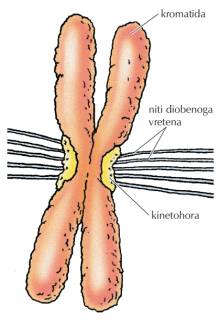 kromatida
niti diobenoga
vretena
kinetohora